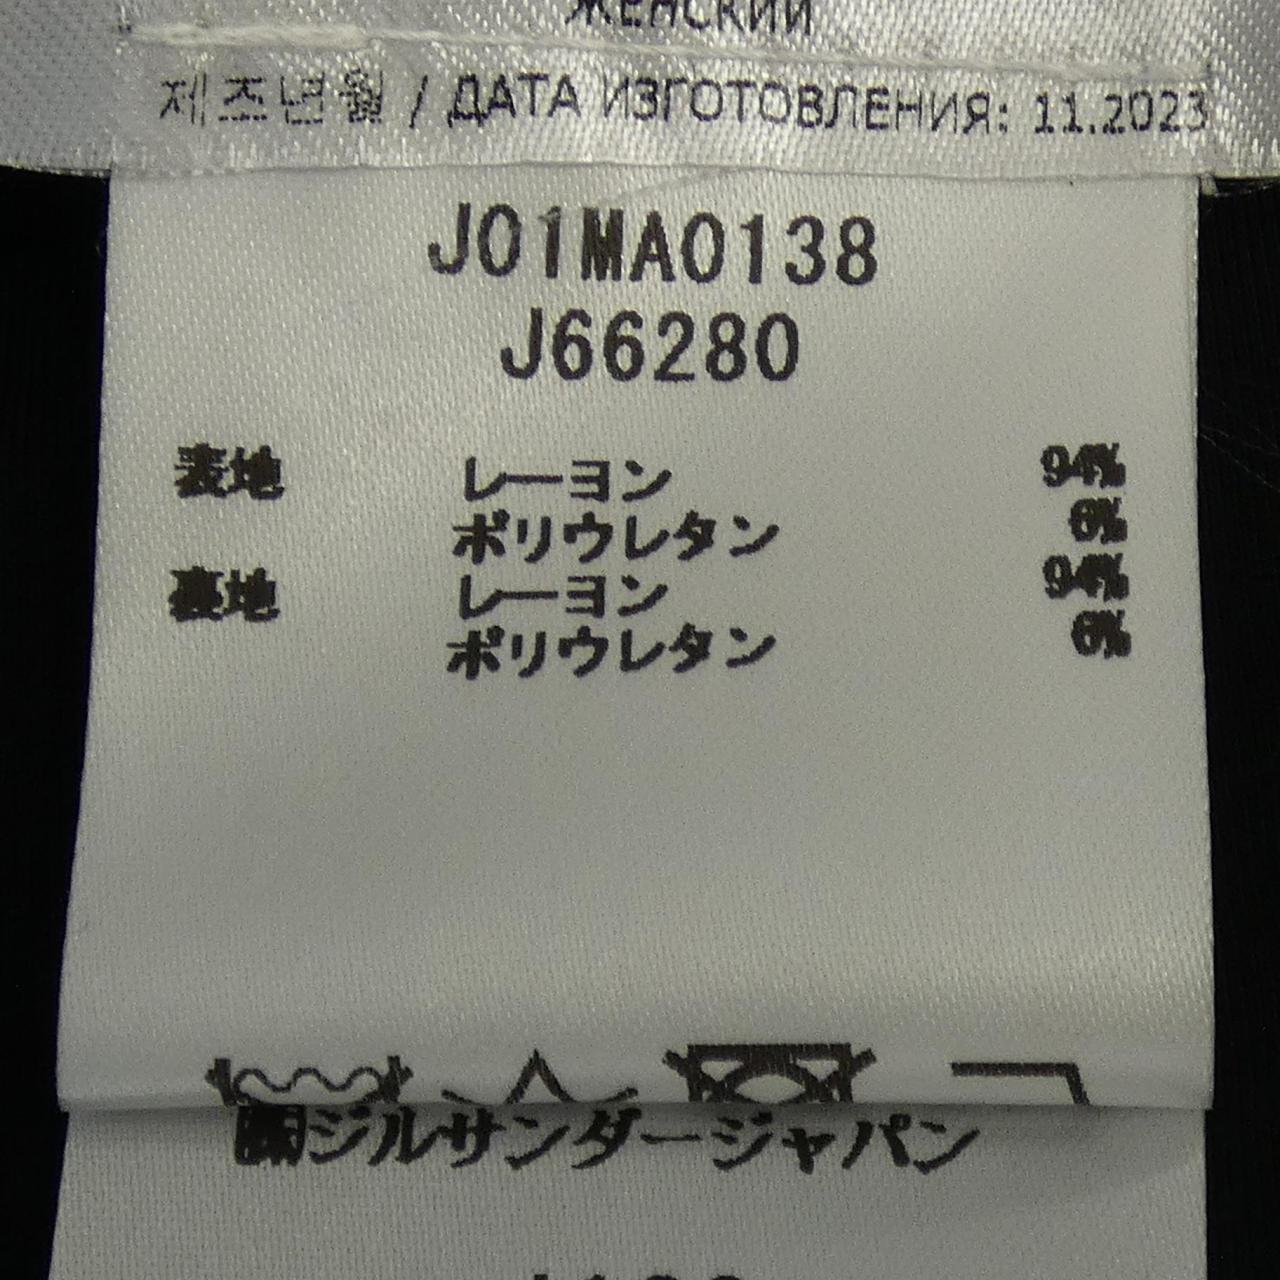 ЖЕНСКИЙ
제조년월 / ДАТА ИЗГОТОВЛЕНИЯ: 11.2023
J01MA0138
J66280
表地 レーヨン 94%
ポリウレタン 6%
裏地 レーヨン 94%
ポリウレタン 6%
㈱ジルサンダージャパン